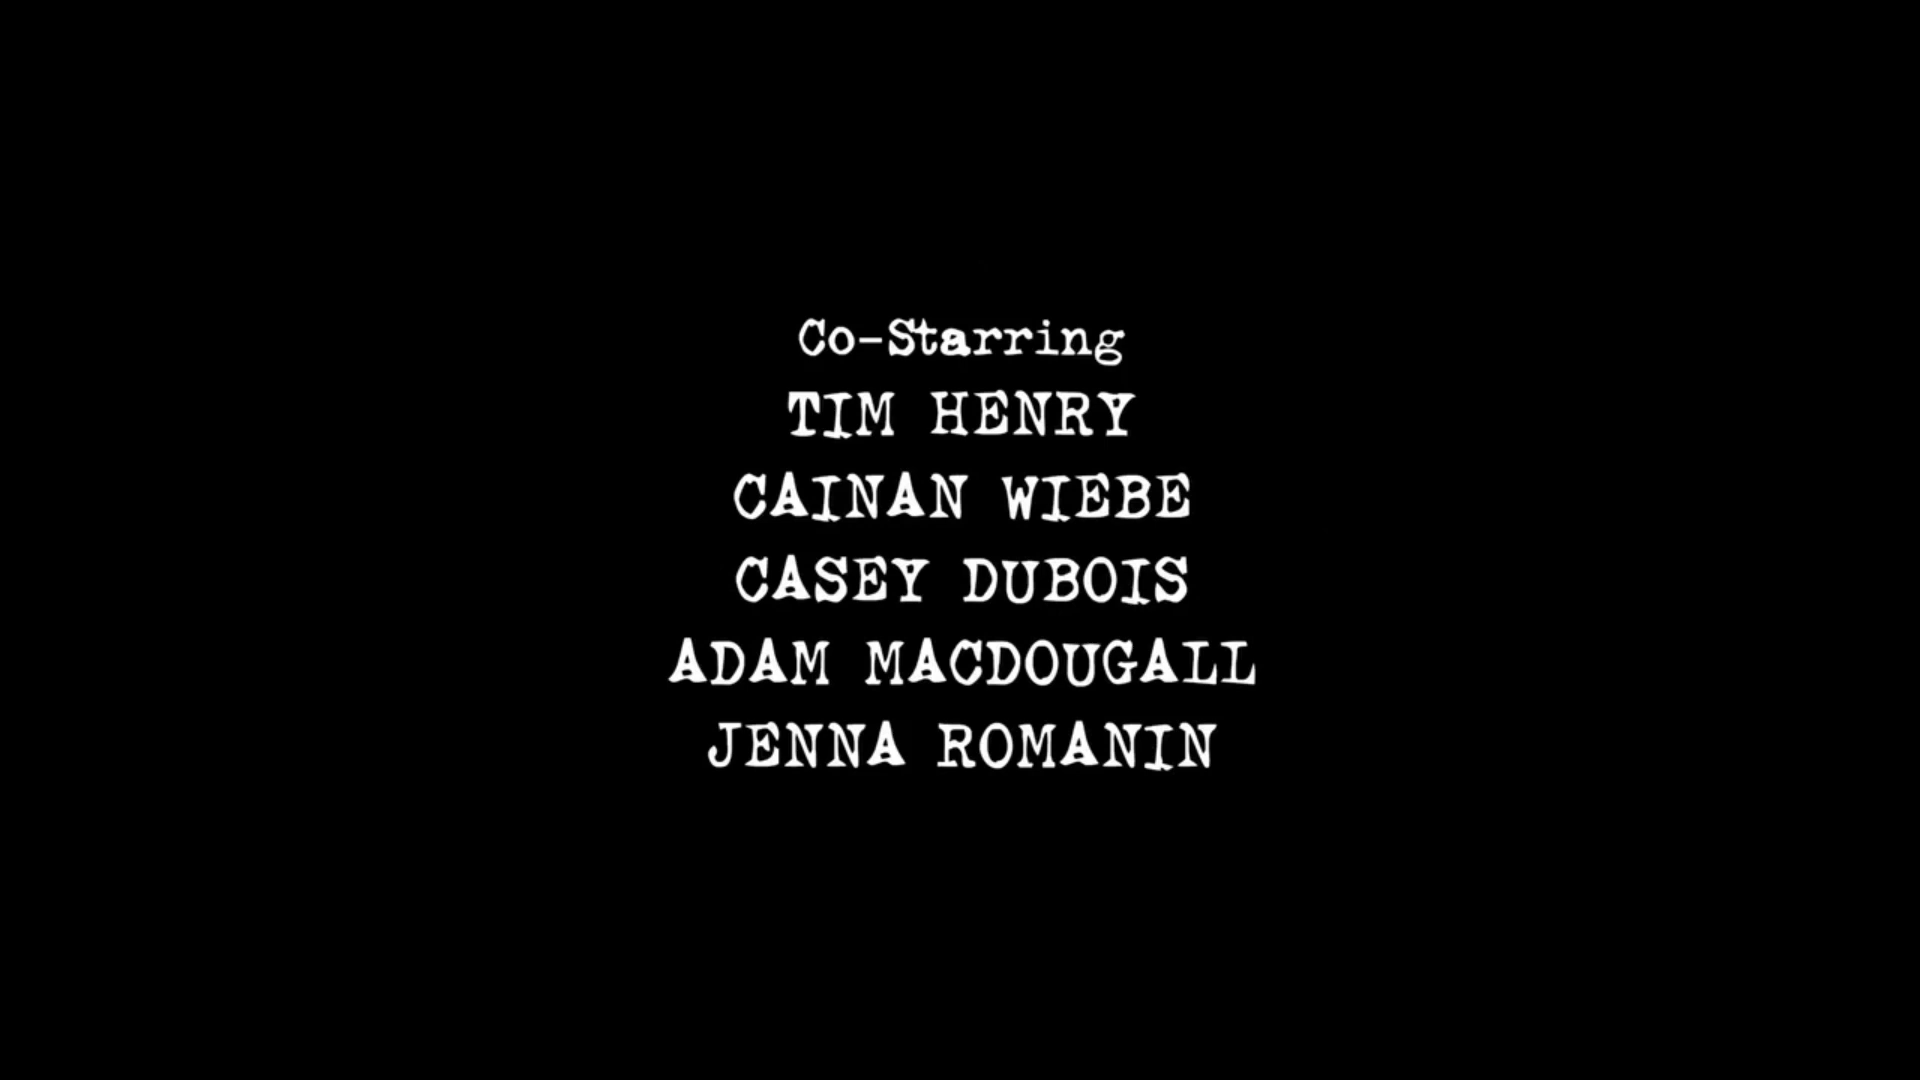 Co-Starring
TIM HENRY
CAINAN WIEBE
CASEY DUBOIS
ADAM MACDOUGALL
JENNA ROMANIN